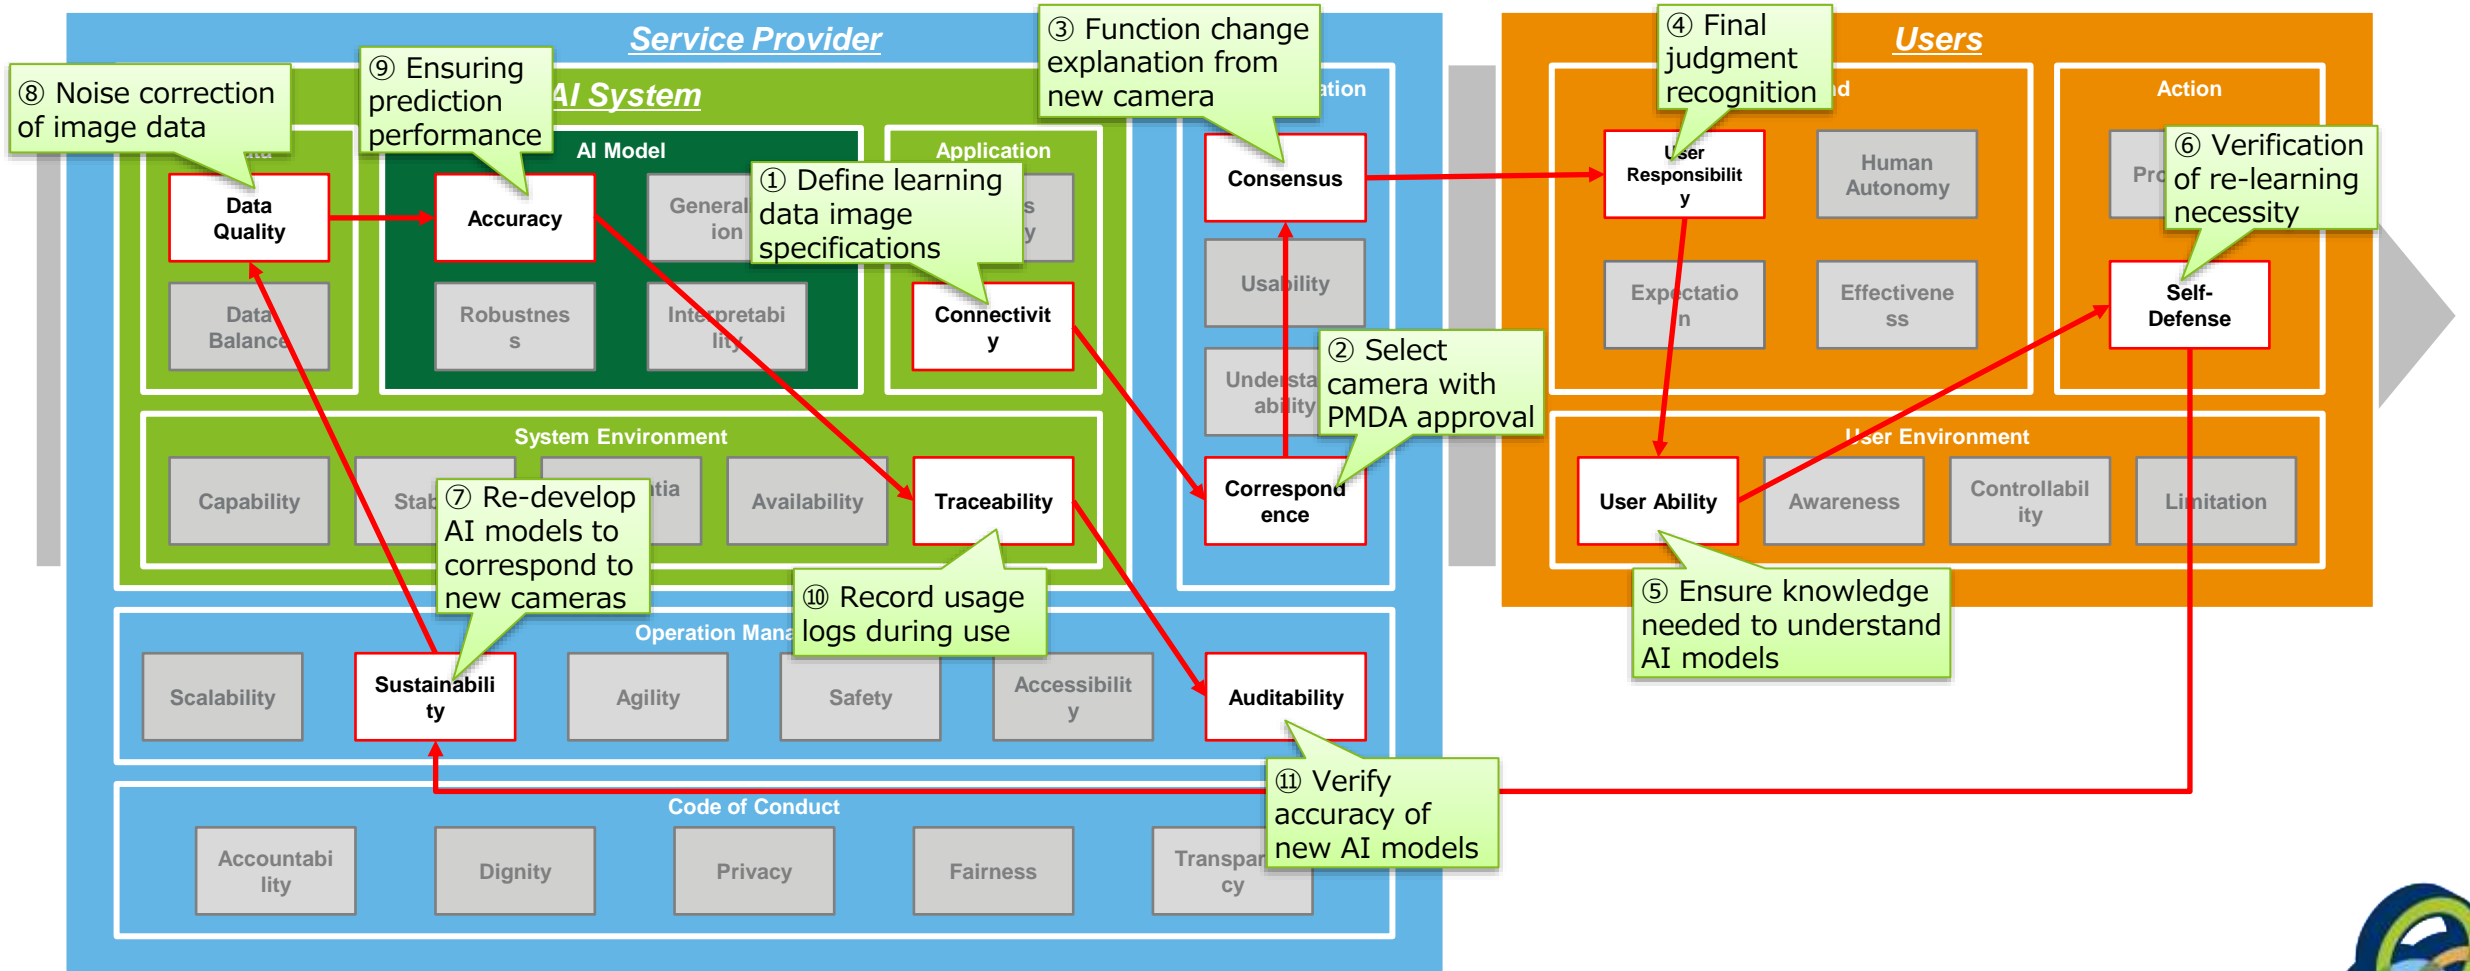 Service Provider
Users
③ Function change
explanation from
new camera
④ Final
judgment
recognition
⑨ Ensuring
prediction
performance
⑧ Noise correction
of image data
AI System
Action
AI Model
Application
① Define learning
data image
specifications
⑥ Verification
of re-learning
necessity
Data
Quality
Accuracy
Consensus
User
Responsibilit
y
Human
Autonomy
Data
Balance
Robustnes
s
Interpretabi
lity
Connectivit
y
Usability
Expectatio
n
Effectivene
ss
Self-
Defense
② Select
camera with
PMDA approval
System Environment
User Environment
Capability
Availability
Traceability
Correspond
ence
User Ability
Awareness
Controllabil
ity
Limitation
⑦ Re-develop
AI models to
correspond to
new cameras
⑩ Record usage
logs during use
⑤ Ensure knowledge
needed to understand
AI models
Operation
Scalability
Sustainabili
ty
Agility
Safety
Accessibilit
y
Auditability
⑪ Verify
accuracy of
new AI models
Code of Conduct
Accountabi
lity
Dignity
Privacy
Fairness